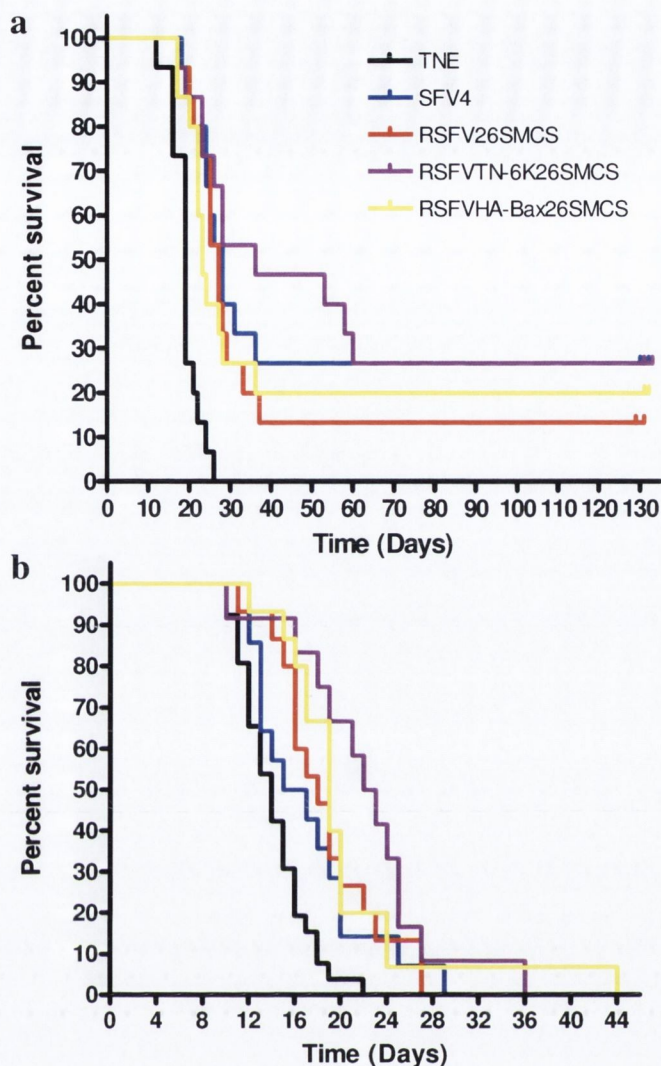 a
100
90
80
70
60
50
40
30
20
10
0
Percent survival
TNE
SFV4
RSFV26SMCS
RSFVTN-6K26SMCS
RSFVHA-Bax26SMCS
0 10 20 30 40 50 60 70 80 90 100 110 120 130
Time (Days)
b
100
90
80
70
60
50
40
30
20
10
0
Percent survival
0 4 8 12 16 20 24 28 32 36 40 44
Time (Days)